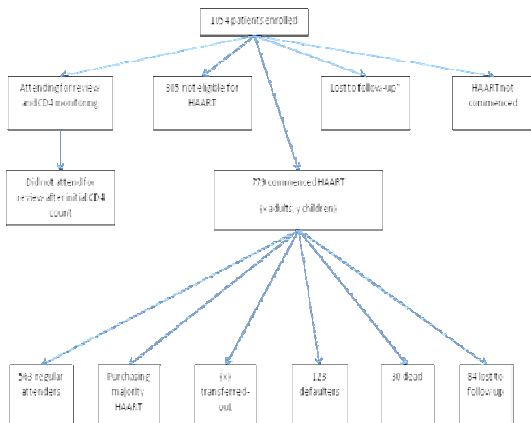 1054 patients enrolled
Attending for review
and CD4 monitoring
305 not eligible for
HAART
Lost to follow-up*
HAART not
commenced
Did not attend for
review after initial CD4
count
779 commenced HAART
(x adults, y children)
563 regular
attenders
Purchasing
majority
HAART
(x)
transferred-
out
123
defaulters
30 dead
84 lost to
follow up